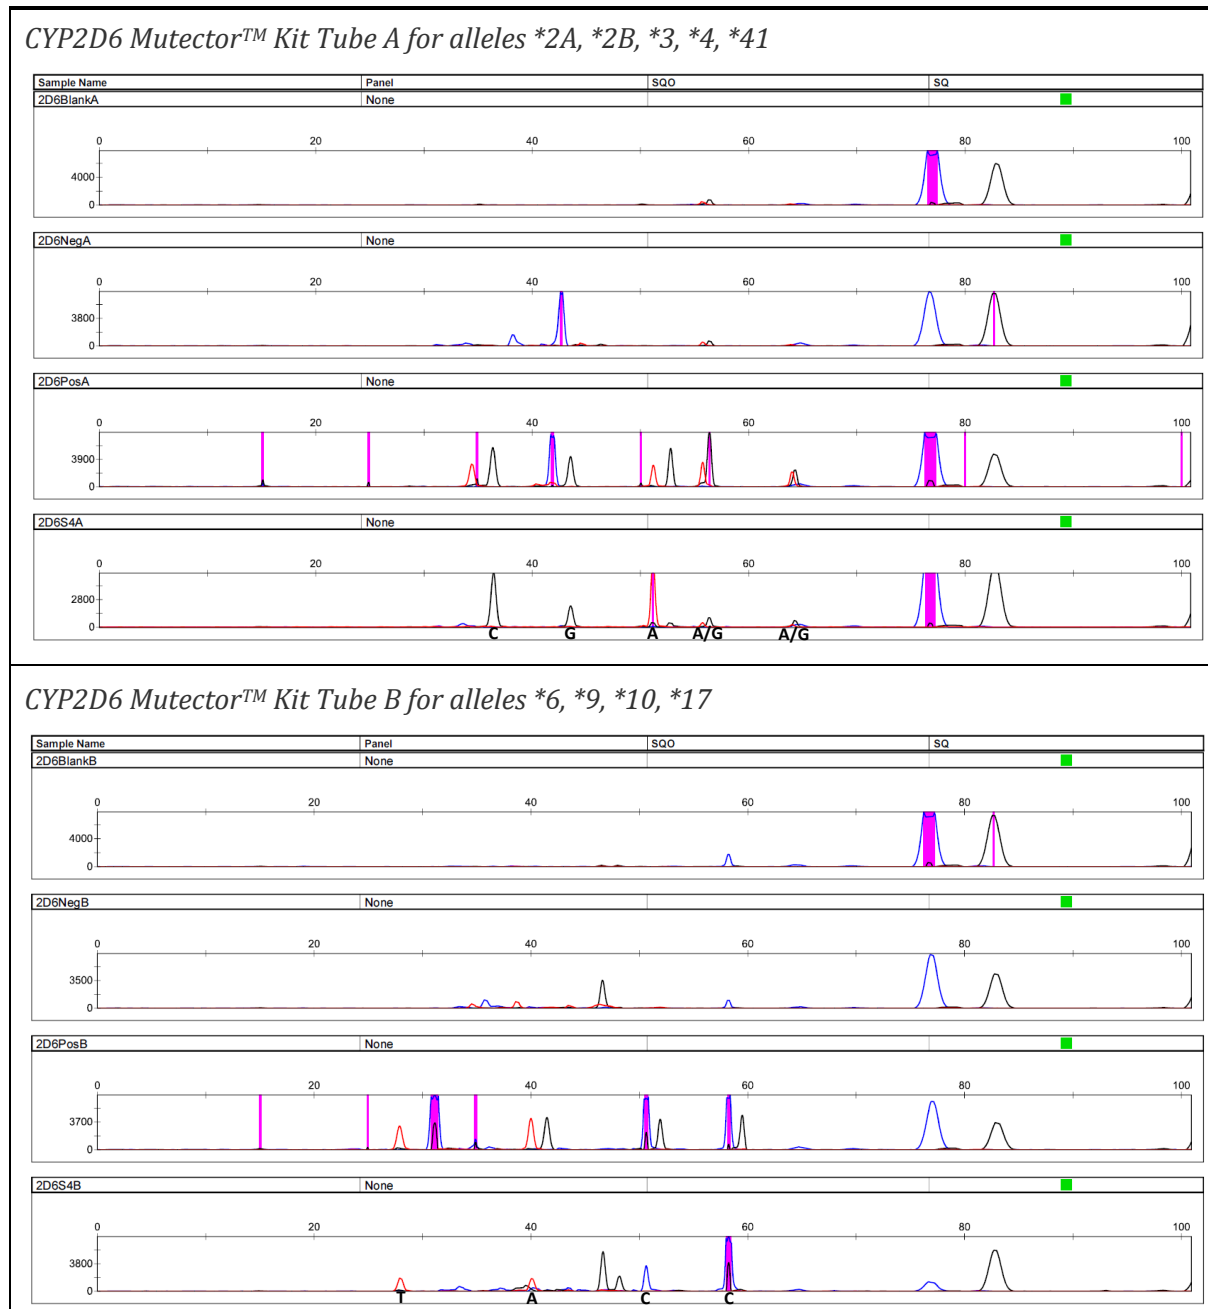 CYP2D6 Mutector™ Kit Tube A for alleles *2A, *2B, *3, *4, *41
Sample Name Panel SQO SQ
2D6BlankA None
0 20 40 60 80 100
4000
0
2D6NegA None
0 20 40 60 80 100
3800
0
2D6PosA None
0 20 40 60 80 100
3900
0
2D6S4A None
0 20 40 60 80 100
2800
0
C G A A/G A/G
CYP2D6 Mutector™ Kit Tube B for alleles *6, *9, *10, *17
Sample Name Panel SQO SQ
2D6BlankB None
0 20 40 60 80 100
4000
0
2D6NegB None
0 20 40 60 80 100
3500
0
2D6PosB None
0 20 40 60 80 100
3700
0
2D6S4B None
0 20 40 60 80 100
3800
0
T A C C